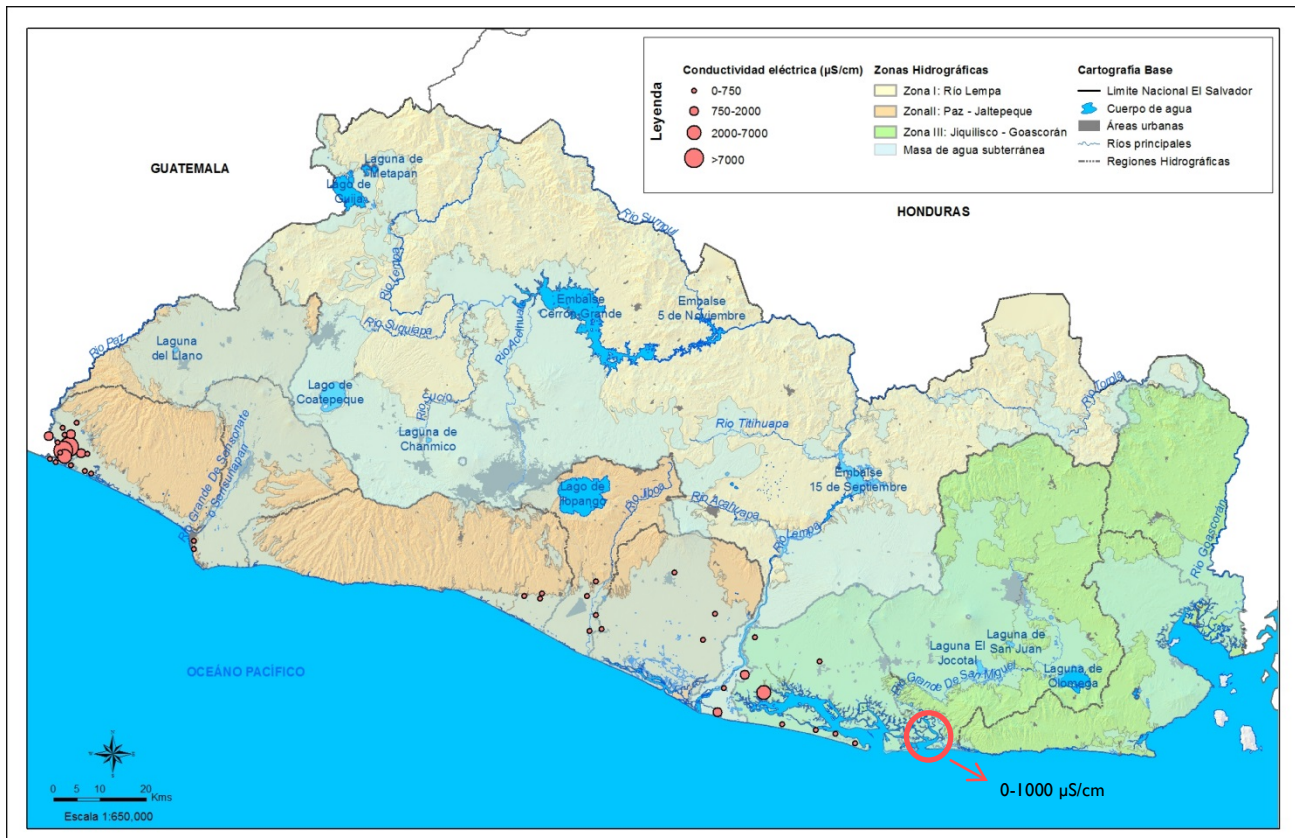 Leyenda
Conductividad eléctrica (µS/cm)
0-750
750-2000
2000-7000
>7000
Zonas Hidrográficas
Zona I: Río Lempa
ZonaII: Paz - Jaltepeque
Zona III: Jiquilisco - Goascorán
Masa de agua subterránea
Cartografía Base
Limite Nacional El Salvador
Cuerpo de agua
Áreas urbanas
Ríos principales
Regiones Hidrográficas
GUATEMALA
HONDURAS
Laguna de
Metapán
Lago de
Guija
Río Lempa
Río Sumpul
Embalse
Cerrón Grande
Embalse
5 de Noviembre
Río Suquiapa
Río Acelhuate
Río Paz
Laguna
del Llano
Lago de
Coatepeque
Río Sucio
Laguna de
Chanmico
Río Titihuapa
Río Torola
Río Grande De Sonsonate
o Sensunapan
Lago de
Ilopango
Río Jiboa
Río Acahuapa
Embalse
15 de Septiembre
Río Lempa
Río Goascorán
Laguna El
Jocotal
Laguna de
San Juan
Río Grande De San Miguel
Laguna de
Olomega
OCEÁNO PACÍFICO
0-1000 µS/cm
0 5 10 20
Kms
Escala 1:650,000